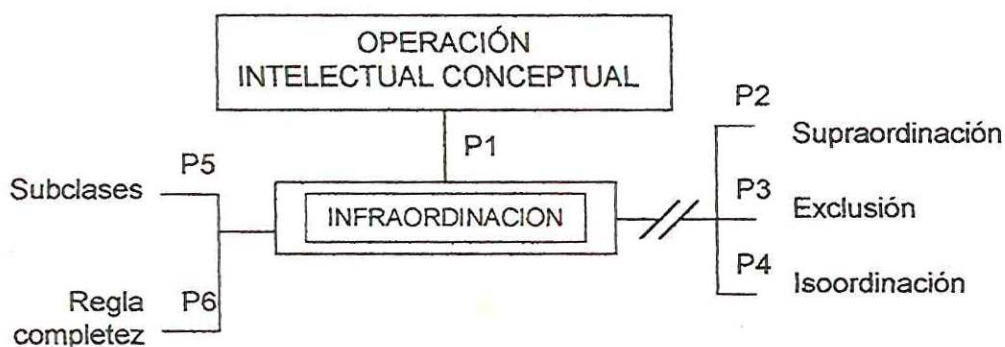 OPERACIÓN
INTELECTUAL CONCEPTUAL
P1
P2
Supraordinación
P5
Subclases
INFRAORDINACION
P3
Exclusión
P4
Isoordinación
Regla
completez
P6